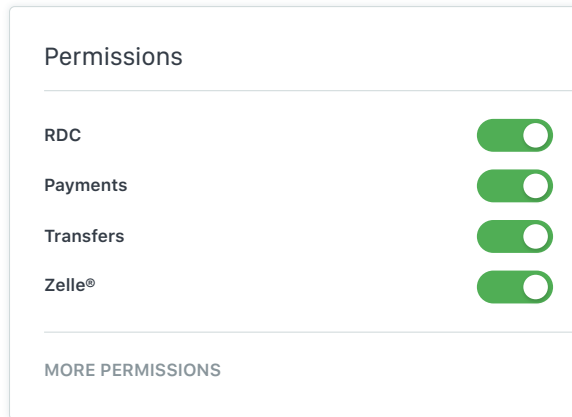 Permissions
RDC
Payments
Transfers
Zelle®
MORE PERMISSIONS